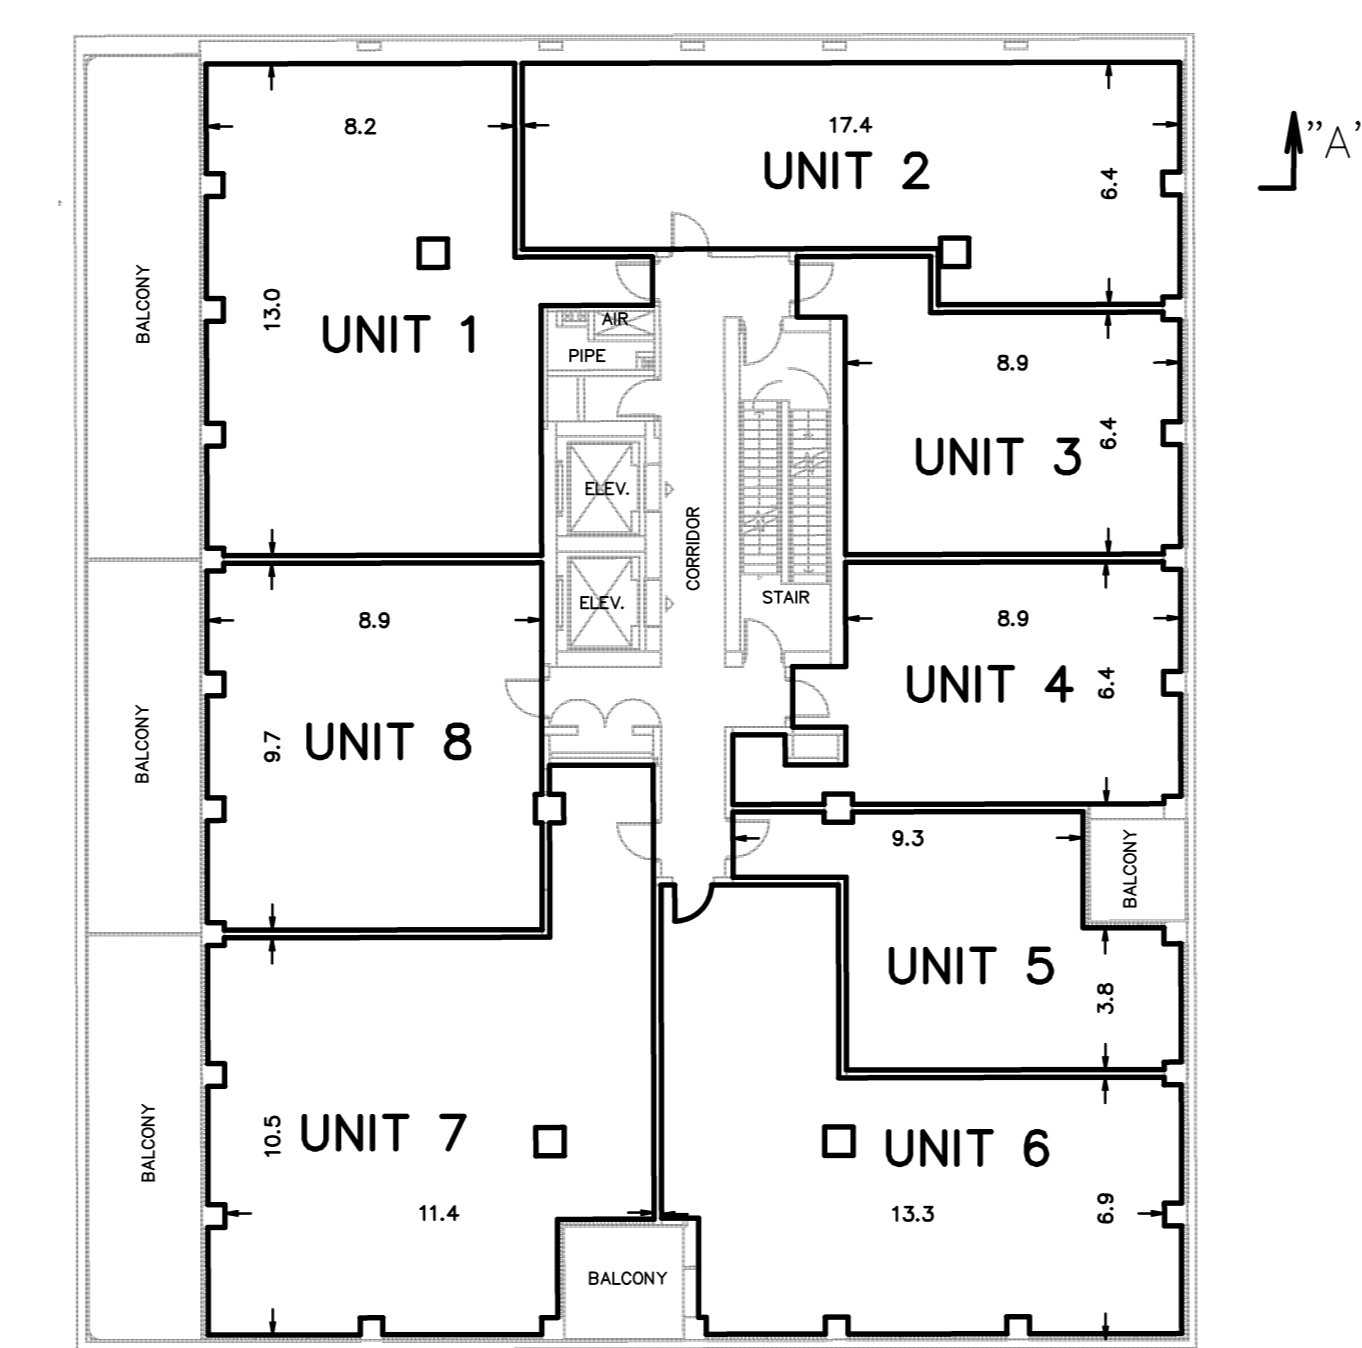 8.2
17.4
"A'
UNIT 2
6.4
BALCONY
13.0
UNIT 1
AIR
PIPE
8.9
UNIT 3
6.4
ELEV.
CORRIDOR
ELEV.
STAIR
8.9
8.9
UNIT 4
6.4
BALCONY
9.7
UNIT 8
9.3
BALCONY
UNIT 5
3.8
BALCONY
10.5
UNIT 7
UNIT 6
11.4
13.3
6.9
BALCONY